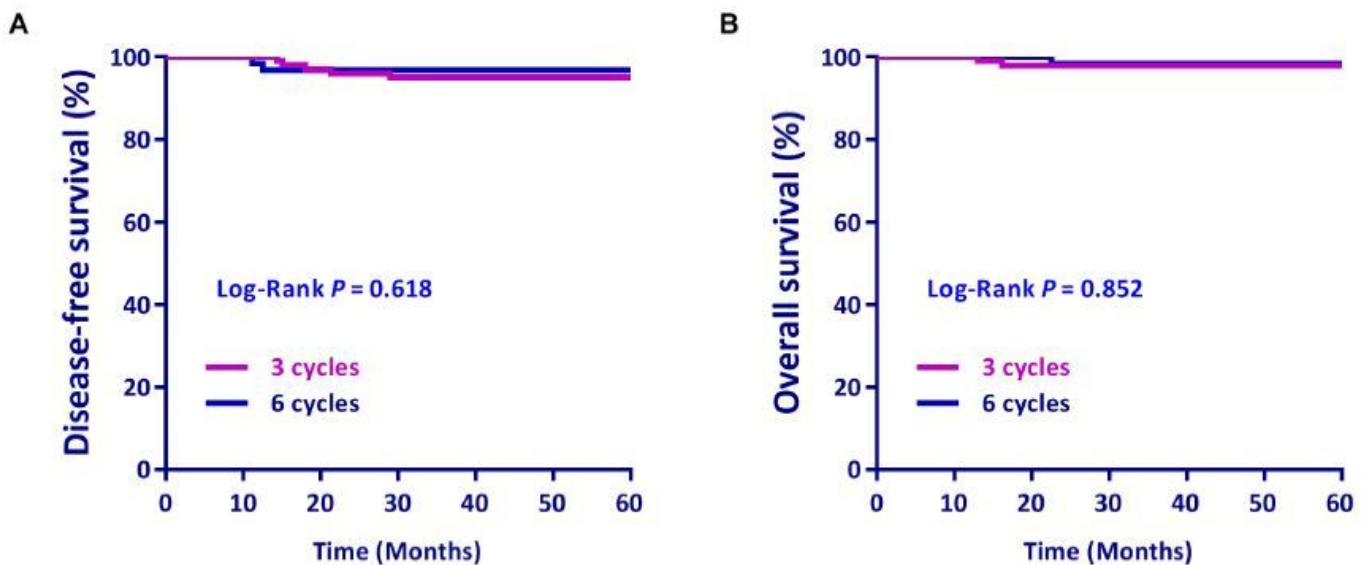 A
Disease-free survival (%)
100
80
60
40
20
0
Log-Rank P = 0.618
3 cycles
6 cycles
0 10 20 30 40 50 60
Time (Months)
B
Overall survival (%)
100
80
60
40
20
0
Log-Rank P = 0.852
3 cycles
6 cycles
0 10 20 30 40 50 60
Time (Months)